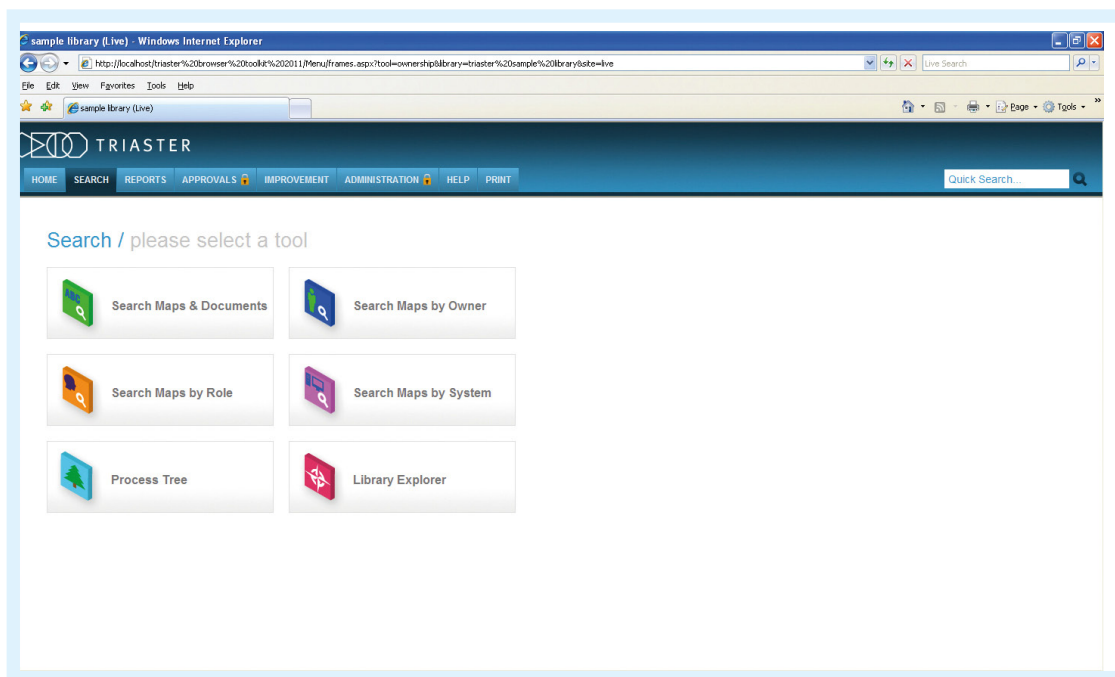 sample library (Live) - Windows Internet Explorer
http://localhost/triaster%20browser%20toolkit%202011/Menu/frames.aspx?tool=ownership&library=triaster%20sample%20library&site=live
Live Search
File Edit View Favorites Tools Help
sample library (Live)
Page Tools
TRIASTER
HOME SEARCH REPORTS APPROVALS IMPROVEMENT ADMINISTRATION HELP PRINT
Quick Search...
Search / please select a tool
ABC
Search Maps & Documents
Search Maps by Owner
Search Maps by Role
Search Maps by System
Process Tree
Library Explorer